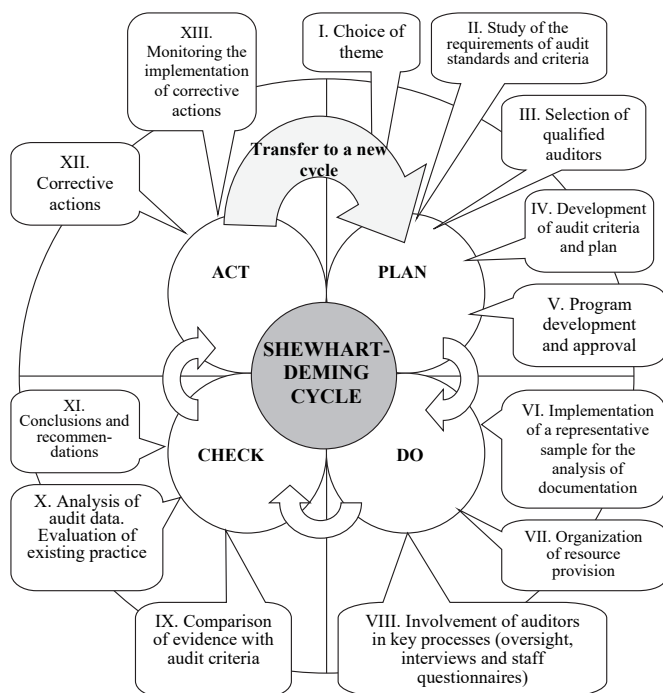 I. Choice of
theme
II. Study of the
requirements of audit
standards and criteria
III. Selection of
qualified
auditors
IV. Development
of audit criteria
and plan
V. Program
development
and approval
VI. Implementation
of a representative
sample for the
analysis of
documentation
VII. Organization
of resource
provision
VIII. Involvement of auditors
in key processes (oversight,
interviews and staff
questionnaires)
IX. Comparison
of evidence with
audit criteria
X. Analysis of
audit data.
Evaluation of
existing practice
XI.
Conclusions and
recommen-
dations
XII.
Corrective
actions
XIII.
Monitoring the
implementation
of corrective
actions
Transfer to a new
cycle
ACT
PLAN
SHEWHART-
DEMING
CYCLE
CHECK
DO